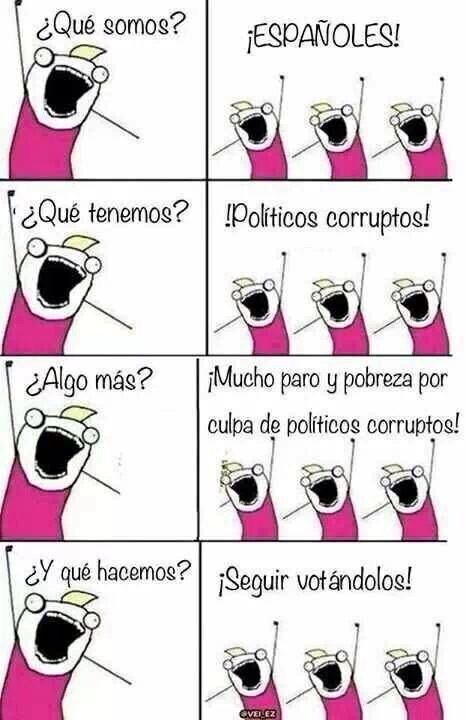 ¿Qué somos?
¡ESPAÑOLES!
¿Qué tenemos?
!Políticos corruptos!
¿Algo más?
¡Mucho paro y pobreza por
culpa de políticos corruptos!
¿Y qué hacemos?
¡Seguir votándolos!
@VEI_EZ